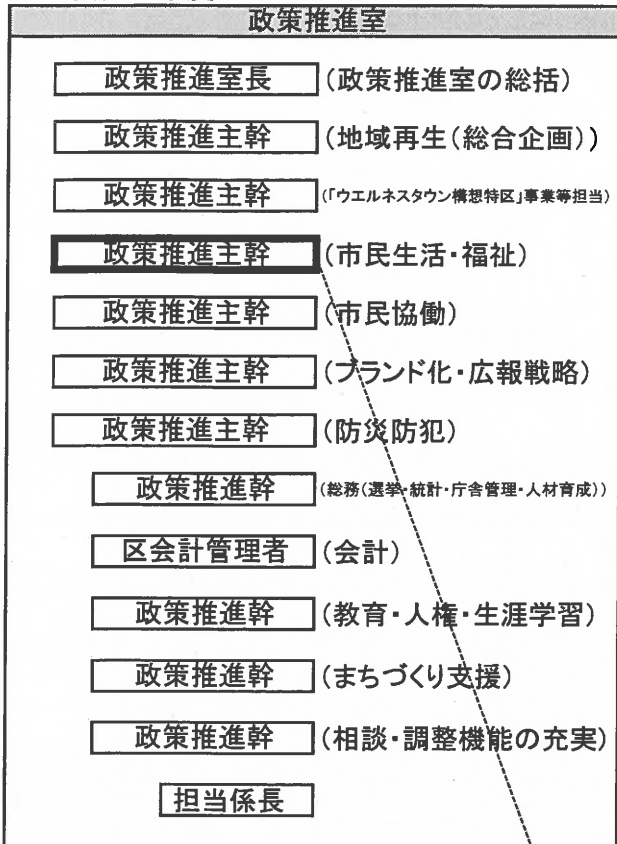 政策推進室
政策推進室長 (政策推進室の総括)
政策推進主幹 (地域再生(総合企画))
政策推進主幹 (「ウエルネスタウン構想特区」事業等担当)
政策推進主幹 (市民生活・福祉)
政策推進主幹 (市民協働)
政策推進主幹 (ブランド化・広報戦略)
政策推進主幹 (防災防犯)
政策推進幹 (総務(選挙・統計・庁舎管理・人材育成))
区会計管理者 (会計)
政策推進幹 (教育・人権・生涯学習)
政策推進幹 (まちづくり支援)
政策推進幹 (相談・調整機能の充実)
担当係長